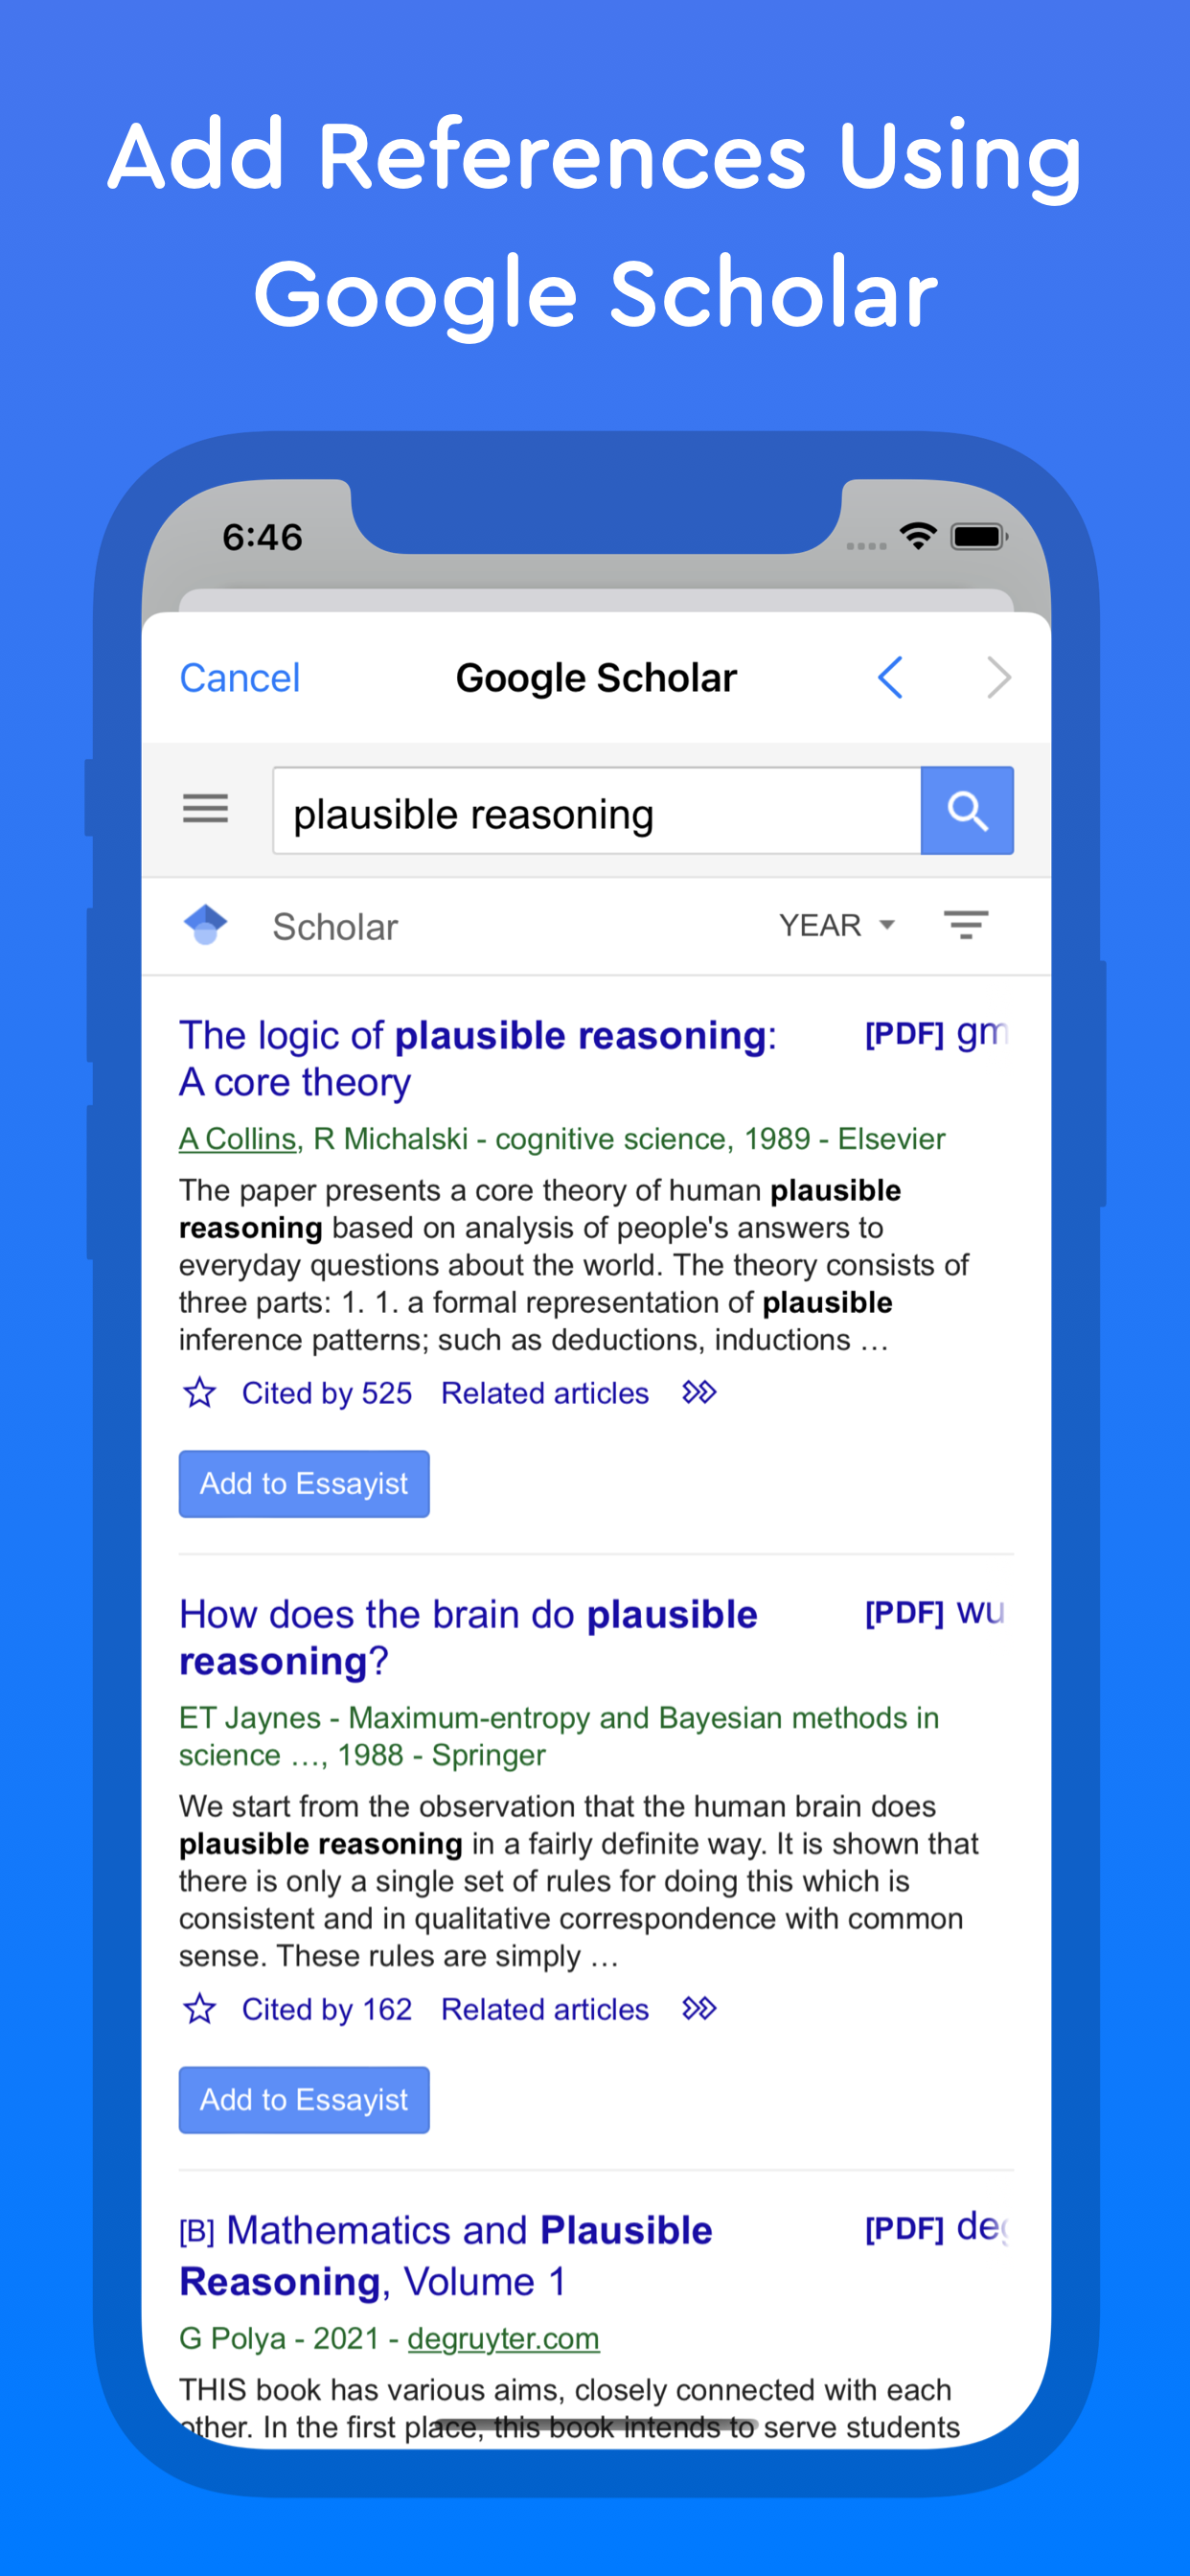 Add References Using
Google Scholar
6:46
Cancel
Google Scholar
plausible reasoning
Scholar
YEAR
The logic of plausible reasoning:
A core theory
[PDF] gm
A Collins, R Michalski - cognitive science, 1989 - Elsevier
The paper presents a core theory of human plausible
reasoning based on analysis of people's answers to
everyday questions about the world. The theory consists of
three parts: 1. 1. a formal representation of plausible
inference patterns; such as deductions, inductions …
Cited by 525 Related articles
Add to Essayist
How does the brain do plausible
reasoning?
[PDF] wu
ET Jaynes - Maximum-entropy and Bayesian methods in
science …, 1988 - Springer
We start from the observation that the human brain does
plausible reasoning in a fairly definite way. It is shown that
there is only a single set of rules for doing this which is
consistent and in qualitative correspondence with common
sense. These rules are simply …
Cited by 162 Related articles
Add to Essayist
[B] Mathematics and Plausible
Reasoning, Volume 1
[PDF] deg
G Polya - 2021 - degruyter.com
THIS book has various aims, closely connected with each
other. In the first place, this book intends to serve students